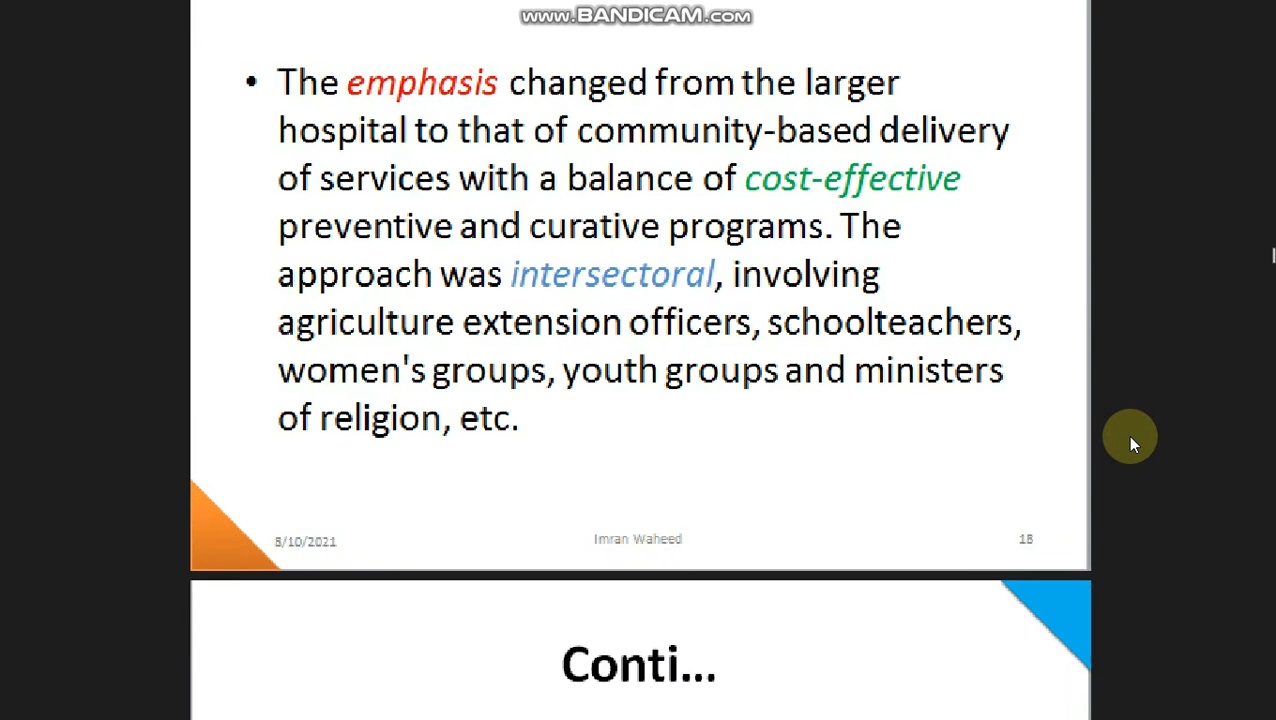 www.BANDICAM.com
• The emphasis changed from the larger
hospital to that of community-based delivery
of services with a balance of cost-effective
preventive and curative programs. The
approach was intersectoral, involving
agriculture extension officers, schoolteachers,
women's groups, youth groups and ministers
of religion, etc.
8/10/2021
Imran Waheed
18
Conti...